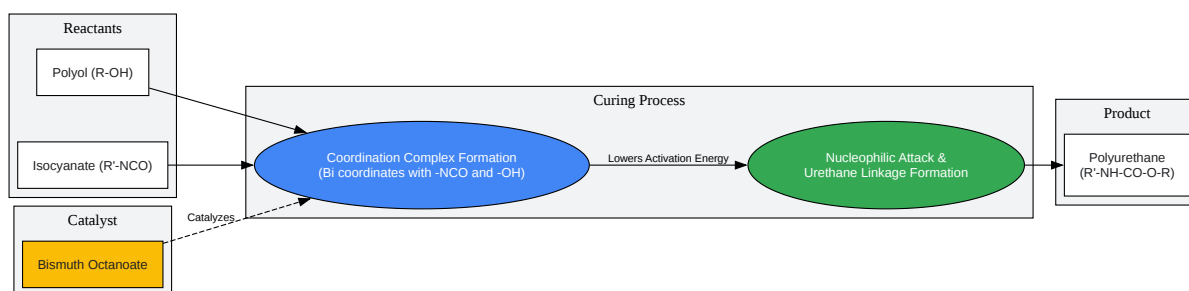 Reactants
Polyol (R-OH)
Isocyanate (R'-NCO)
Catalyst
Bismuth Octanoate
Catalyzes
Curing Process
Coordination Complex Formation
(Bi coordinates with -NCO and -OH)
Lowers Activation Energy
Nucleophilic Attack &
Urethane Linkage Formation
Product
Polyurethane
(R'-NH-CO-O-R)